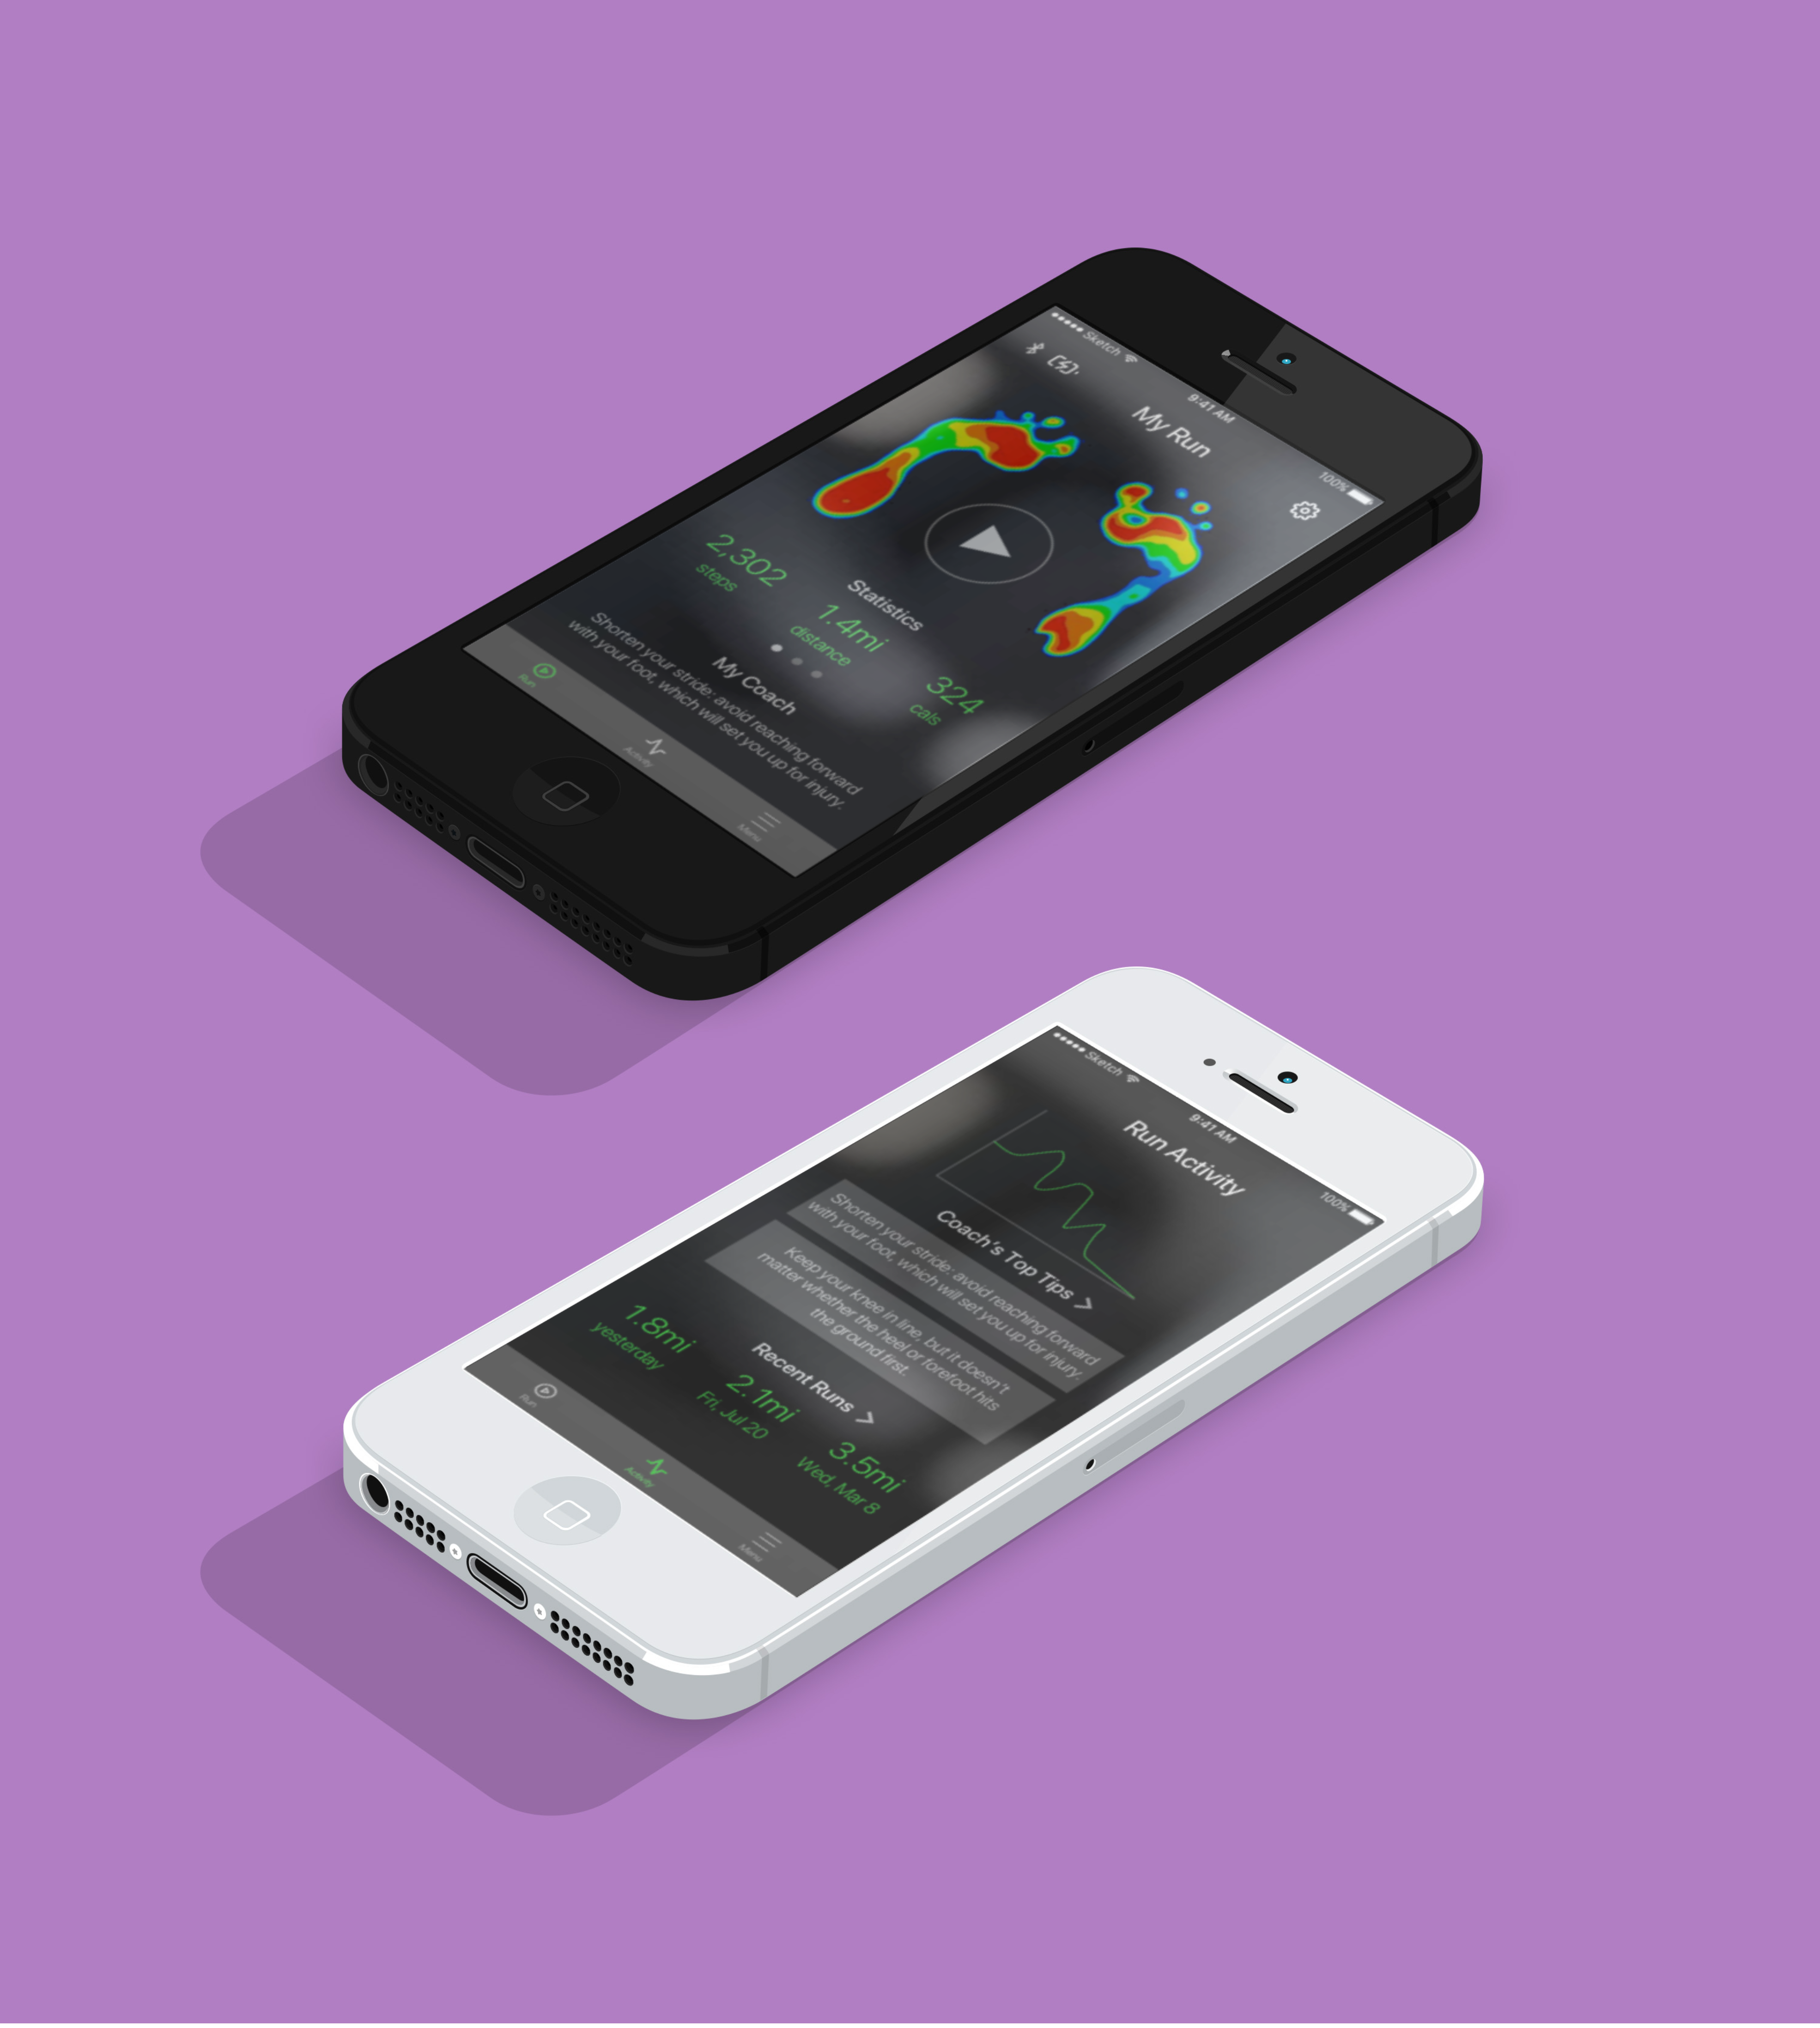 Sketch
9:41 AM
100%
My Run
Statistics
2,302
steps
1.4mi
distance
324
cals
My Coach
Shorten your stride: avoid reaching forward
with your foot, which will set you up for injury.
Run
Activity
Menu
Sketch
9:41 AM
100%
Run Activity
Coach's Top Tips >
Shorten your stride: avoid reaching forward
with your foot, which will set you up for injury.
Keep your knee in line, but it doesn't
matter whether the heel or forefoot hits
the ground first.
Recent Runs >
1.8mi
yesterday
2.1mi
Fri, Jul 20
3.5mi
Wed, Mar 8
Run
Activity
Menu